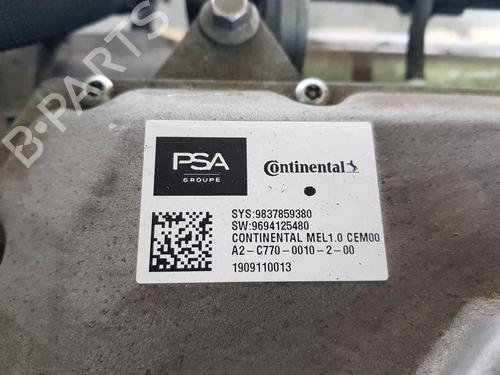 B-PARTS
PSA
GROUPE
Continental
SYS:9837859380
SW:9694125480
CONTINENTAL MEL1.0 CEM00
A2-C770-0010-2-00
1909110013